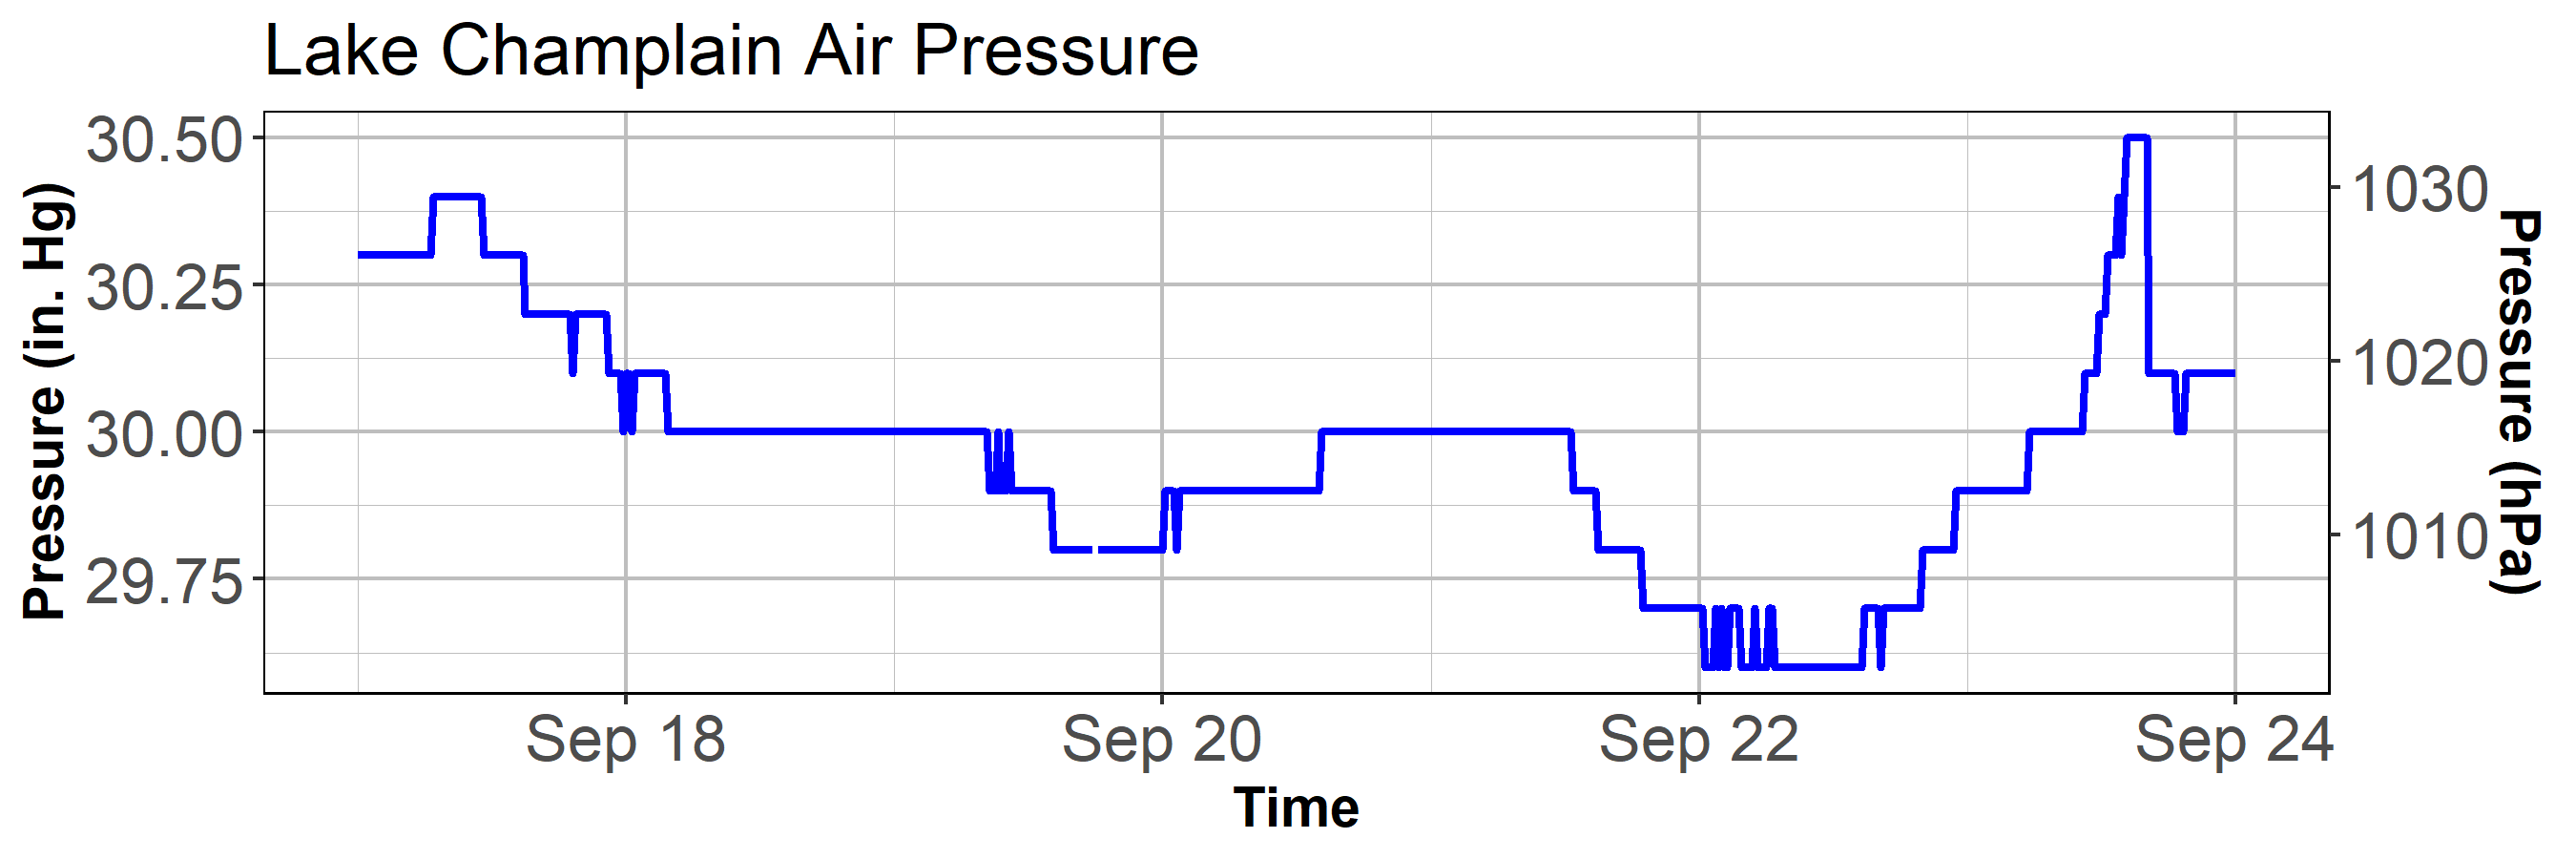 Lake Champlain Air Pressure
Pressure (in. Hg)
30.50
30.25
30.00
29.75
1030
1020
1010
Pressure (hPa)
Sep 18 Sep 20 Sep 22 Sep 24
Time